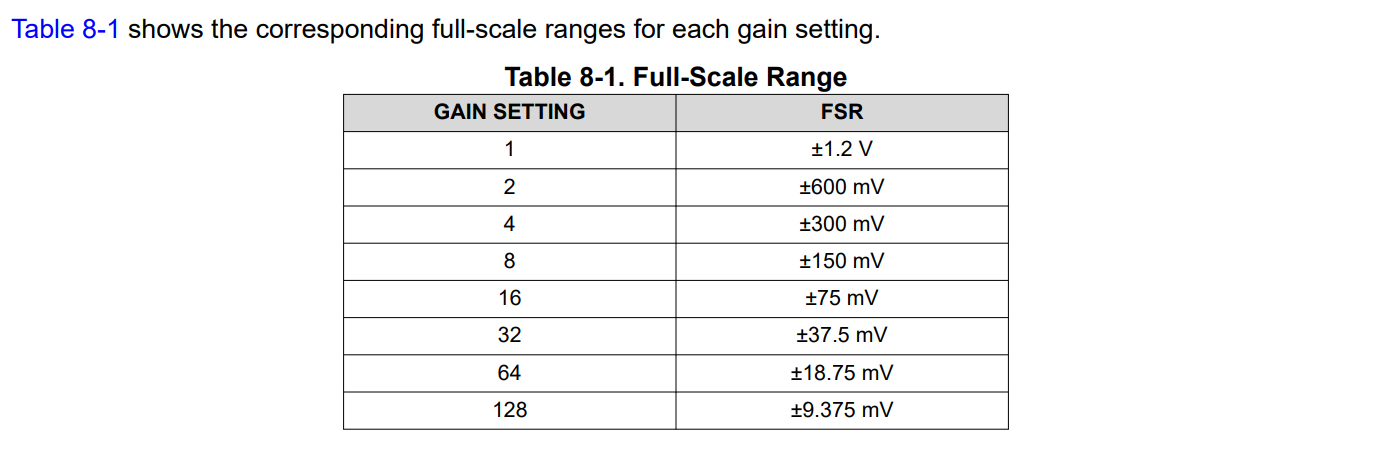 Table 8-1 shows the corresponding full-scale ranges for each gain setting.
Table 8-1. Full-Scale Range
GAIN SETTING FSR
1 ±1.2 V
2 ±600 mV
4 ±300 mV
8 ±150 mV
16 ±75 mV
32 ±37.5 mV
64 ±18.75 mV
128 ±9.375 mV